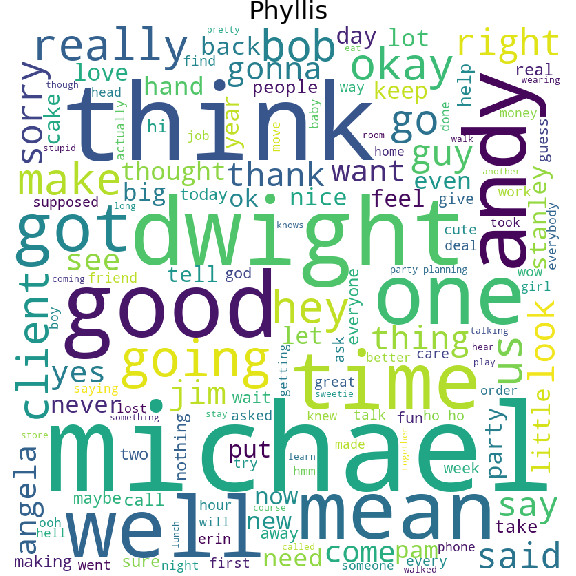 Phyllis
really
bob
back
day
lot
right
pretty
eat
though
wearing
find
gonna
okay
real
love
hand
people
keep
help
sorry
cake
head
think
hi
actually
job
year
move
baby
way
home
go
done
money
guess
andy
stupid
room
walk
another
make
thought
thank
want
guy
even
work
supposed
big
today
ok
nice
feel
give
took
stanley
everybody
got
long
dwight
knows
cute
deal
see
tell
god
one
wow
girl
coming
friend
party planning
good
hey
everyone
client
boy
let
ask
thing
us
look
talking
hear
play
going
time
better
care
yes
saying
jim
getting
great
sweetie
order
little
never
lost
something
wait
knew
talk
fun
ho ho
stay
asked
michael
store
two
nothing
put
try
learn
hmm
made
together
week
party
angela
maybe
call
hour
now
mean
say
ooh
hell
well
will
new
course
away
called
need
come
pam
phone
take
said
making
went
sure
night
lunch
erin
first
someone
every
walked